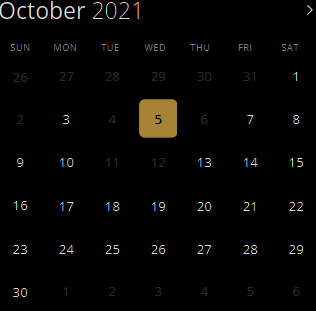 October 2021
SUN MON TUE WED THU FRI SAT
26 27 28 29 30 31 1
2 3 4 5 6 7 8
9 10 11 12 13 14 15
16 17 18 19 20 21 22
23 24 25 26 27 28 29
30 1 2 3 4 5 6